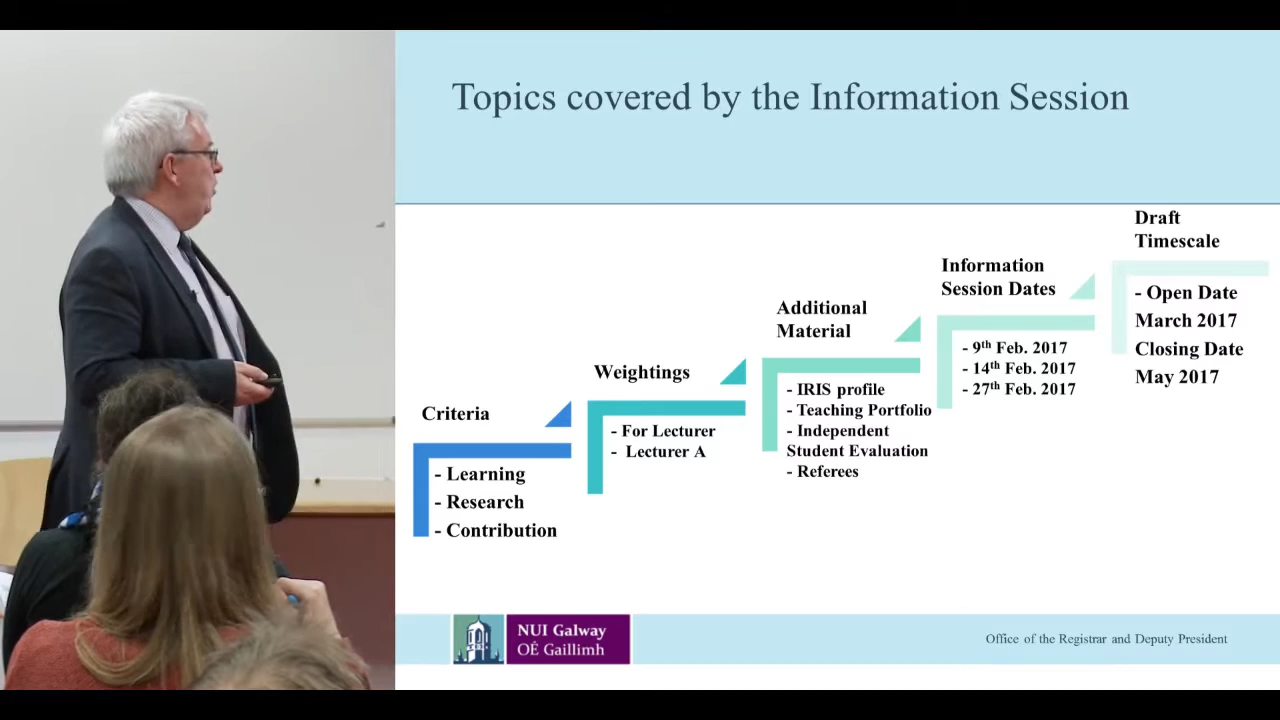 Topics covered by the Information Session
Criteria
- Learning
- Research
- Contribution
Weightings
- For Lecturer
- Lecturer A
Additional
Material
- IRIS profile
- Teaching Portfolio
- Independent
Student Evaluation
- Referees
Information
Session Dates
- 9th Feb. 2017
- 14th Feb. 2017
- 27th Feb. 2017
Draft
Timescale
- Open Date
March 2017
Closing Date
May 2017
NUI Galway
OÉ Gaillimh
Office of the Registrar and Deputy President